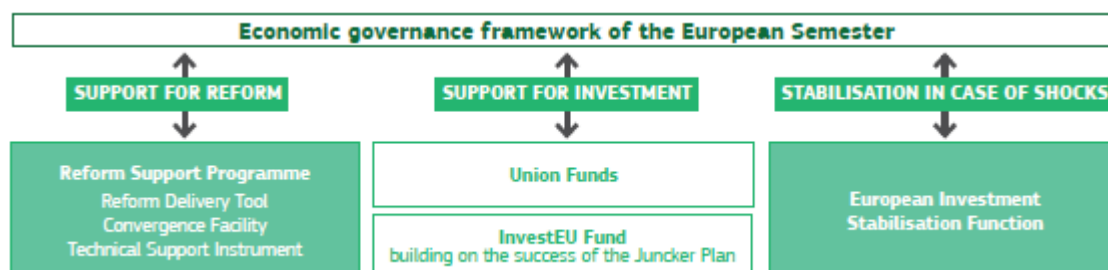 Economic governance framework of the European Semester
SUPPORT FOR REFORM
SUPPORT FOR INVESTMENT
STABILISATION IN CASE OF SHOCKS
Reform Support Programme
Reform Delivery Tool
Convergence Facility
Technical Support Instrument
Union Funds
InvestEU Fund
building on the success of the Juncker Plan
European Investment
Stabilisation Function